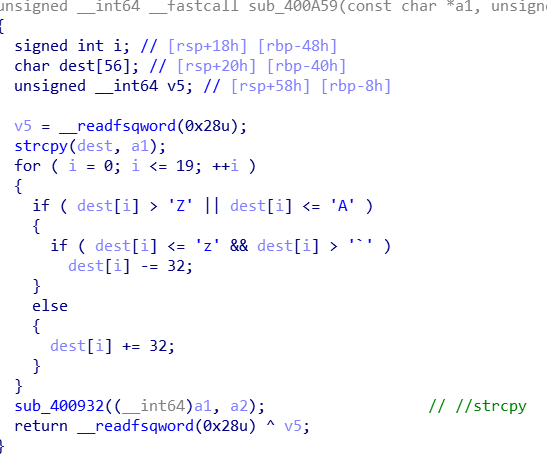 unsigned __int64 __fastcall sub_400A59(const char *a1, unsign
{
signed int i; // [rsp+18h] [rbp-48h]
char dest[56]; // [rsp+20h] [rbp-40h]
unsigned __int64 v5; // [rsp+58h] [rbp-8h]
v5 = __readfsqword(0x28u);
strcpy(dest, a1);
for ( i = 0; i <= 19; ++i )
{
if ( dest[i] > 'Z' || dest[i] <= 'A' )
{
if ( dest[i] <= 'z' && dest[i] > '`' )
dest[i] -= 32;
}
else
{
dest[i] += 32;
}
}
sub_400932((__int64)a1, a2); // //strcpy
return __readfsqword(0x28u) ^ v5;
}